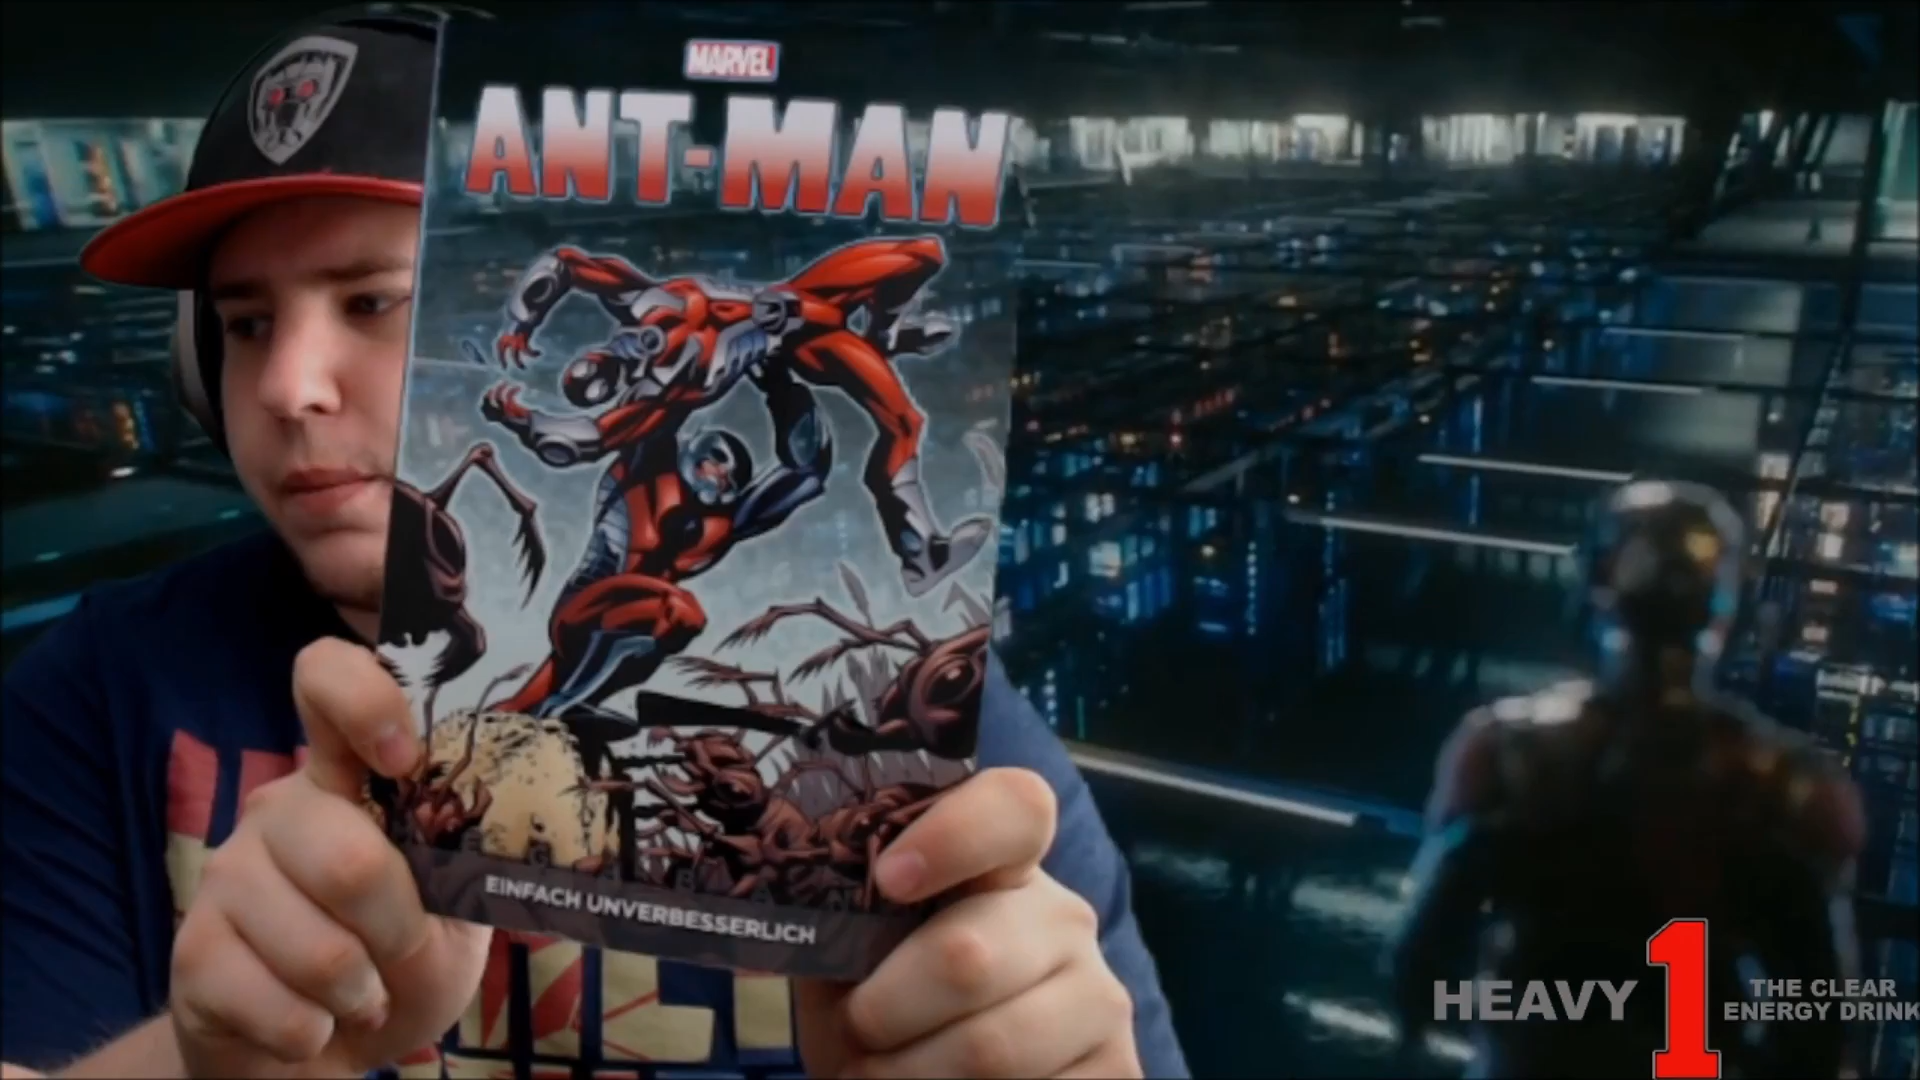 MARVEL
ANT-MAN
EINFACH UNVERBESSERLICH
HEAVY 1 THE CLEAR
ENERGY DRINK